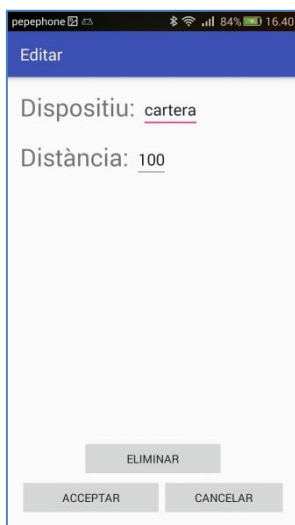 pepephone 84% 16.40
Editar
Dispositiu: cartera
Distància: 100
ELIMINAR
ACCEPTAR CANCELAR